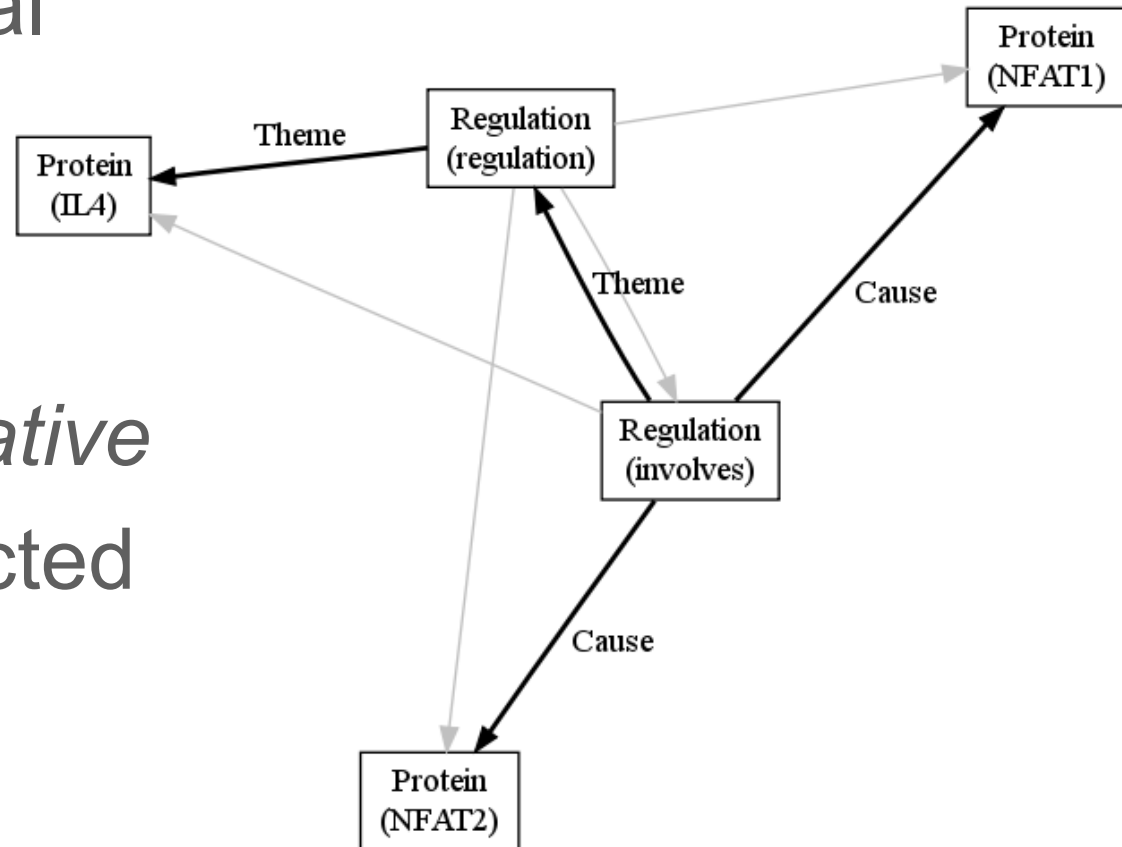 al
Protein
(NFAT1)
Regulation
(regulation)
Theme
Protein
(IL4)
Theme
Cause
ative
Regulation
(involves)
cted
Cause
Protein
(NFAT2)